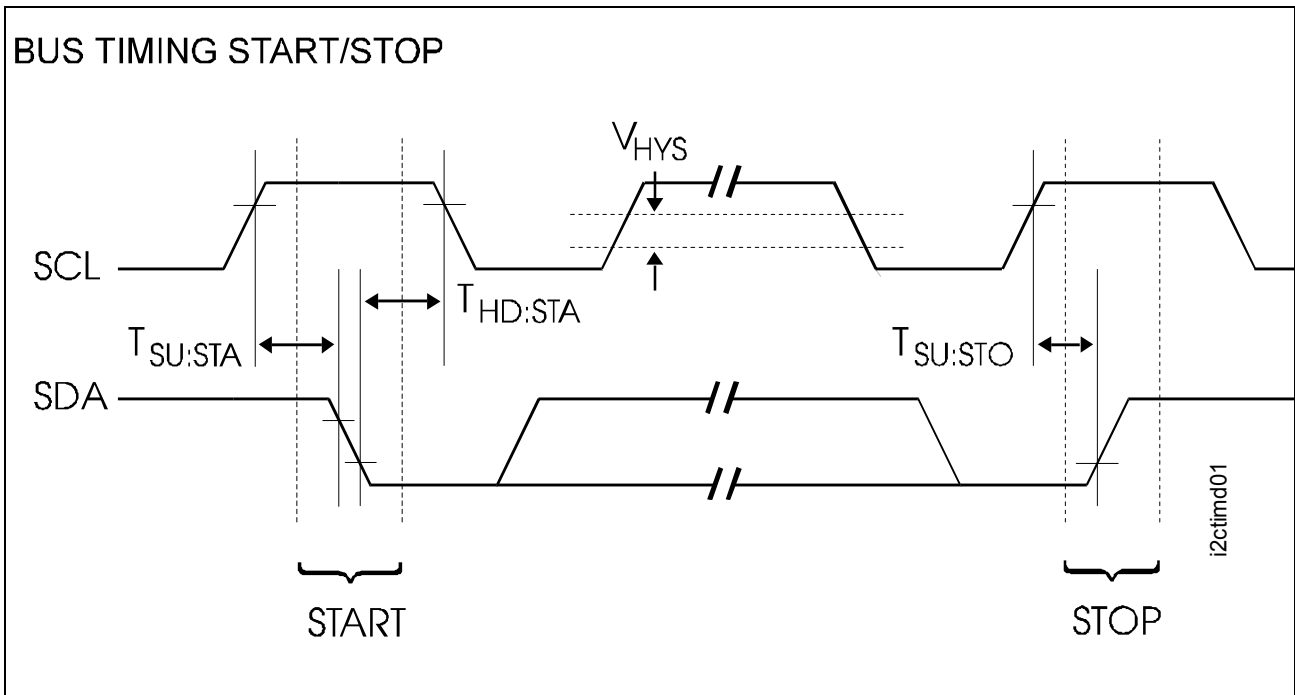 BUS TIMING START/STOP
VHYS
SCL
THD:STA
TSU:STA
TSU:STO
SDA
i2ctimd01
START
STOP